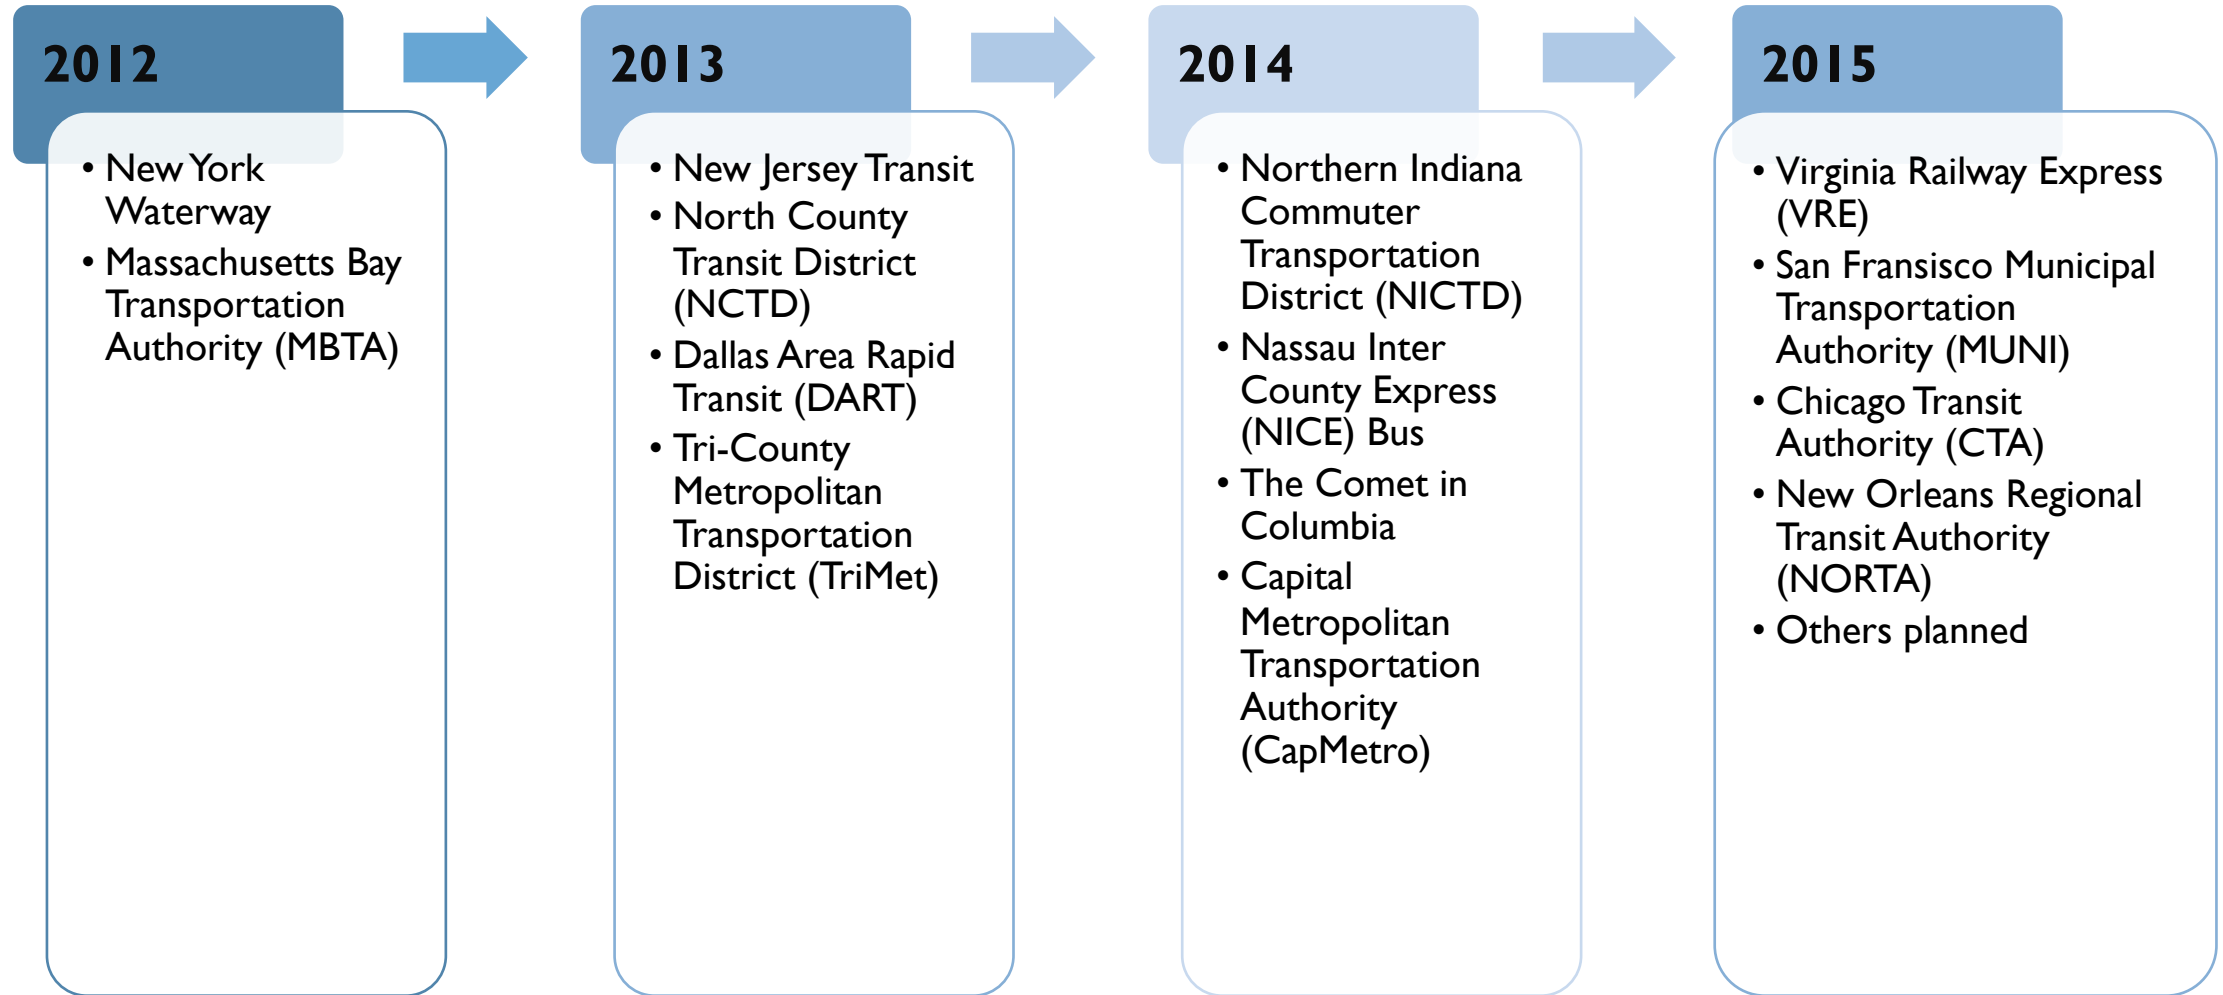 2012
• New York
Waterway
• Massachusetts Bay
Transportation
Authority (MBTA)
2013
• New Jersey Transit
• North County
Transit District
(NCTD)
• Dallas Area Rapid
Transit (DART)
• Tri-County
Metropolitan
Transportation
District (TriMet)
2014
• Northern Indiana
Commuter
Transportation
District (NICTD)
• Nassau Inter
County Express
(NICE) Bus
• The Comet in
Columbia
• Capital
Metropolitan
Transportation
Authority
(CapMetro)
2015
• Virginia Railway Express
(VRE)
• San Fransisco Municipal
Transportation
Authority (MUNI)
• Chicago Transit
Authority (CTA)
• New Orleans Regional
Transit Authority
(NORTA)
• Others planned